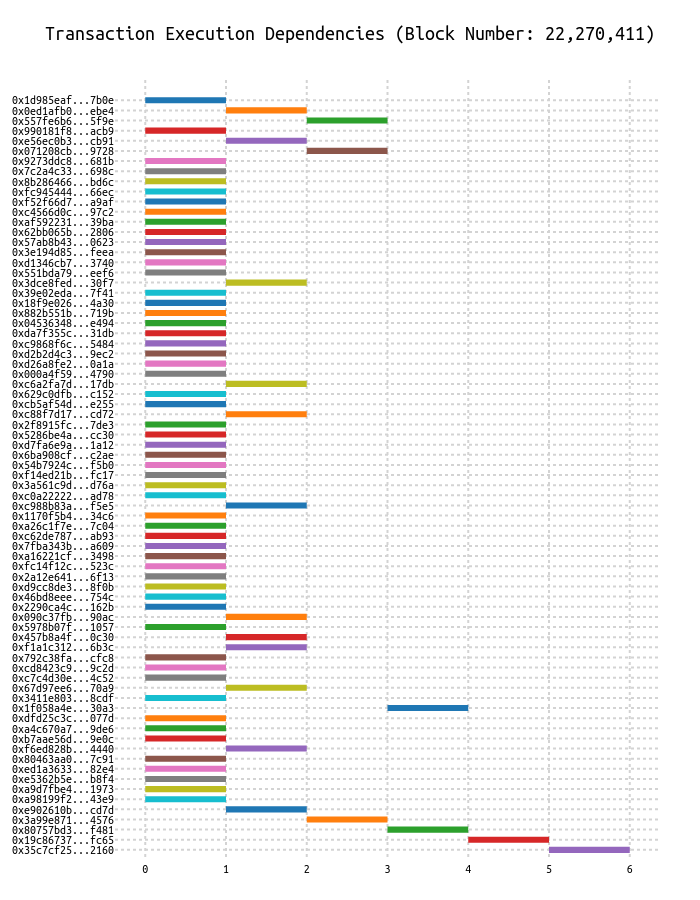 Transaction Execution Dependencies (Block Number: 22,270,411)
0x1d985eaf...7b0e
0x0ed1afb0...ebe4
0x557fe6b6...5f9e
0x990181f8...acb9
0xe56ec0b3...cb91
0x071208cb...9728
0x9273ddc8...681b
0x7c2a4c33...698c
0x8b286466...bd6c
0xfc945444...66ec
0xf52f66d7...a9af
0xc4566d0c...97c2
0xaf592231...39ba
0x62bb065b...2806
0x57ab8b43...0623
0x3e194d85...feea
0xd1346cb7...3740
0x551bda79...eef6
0x3dce8fed...30f7
0x39e02eda...7f41
0x18f9e026...4a30
0x882b551b...719b
0x04536348...e494
0xda7f355c...31db
0xc9868f6c...5484
0xd2b2d4c3...9ec2
0xd26a8fe2...0a1a
0x000a4f59...4790
0xc6a2fa7d...17db
0x629c0dfb...c152
0xcb5af54d...e255
0xc88f7d17...cd72
0x2f8915fc...7de3
0x5286be4a...cc30
0xd7fa6e9a...1a12
0x6ba908cf...c2ae
0x54b7924c...f5b0
0xf14ed21b...fc17
0x3a561c9d...d76a
0xc0a22222...ad78
0xc988b83a...f5e5
0x1170f5b4...34c6
0xa26c1f7e...7c04
0xc62de787...ab93
0x7fba343b...a609
0xa16221cf...3498
0xfc14f12c...523c
0x2a12e641...6f13
0xd9cc8de3...8f0b
0x46bd8eee...754c
0x2290ca4c...162b
0x090c37fb...90ac
0x5978b07f...1057
0x457b8a4f...0c30
0xf1a1c312...6b3c
0x792c38fa...cfc8
0xcd8423c9...9c2d
0xc7c4d30e...4c52
0x67d97ee6...70a9
0x3411e803...8cdf
0x1f058a4e...30a3
0xdfd25c3c...077d
0xa4c670a7...9de6
0xb7aae56d...9e0c
0xf6ed828b...4440
0x80463aa0...7c91
0xed1a3633...82e4
0xe5362b5e...b8f4
0xa9d7fbe4...1973
0xa98199f2...43e9
0xe902610b...cd7d
0x3a99e871...4576
0x80757bd3...f481
0x19c86737...fc65
0x35c7cf25...2160
0 1 2 3 4 5 6